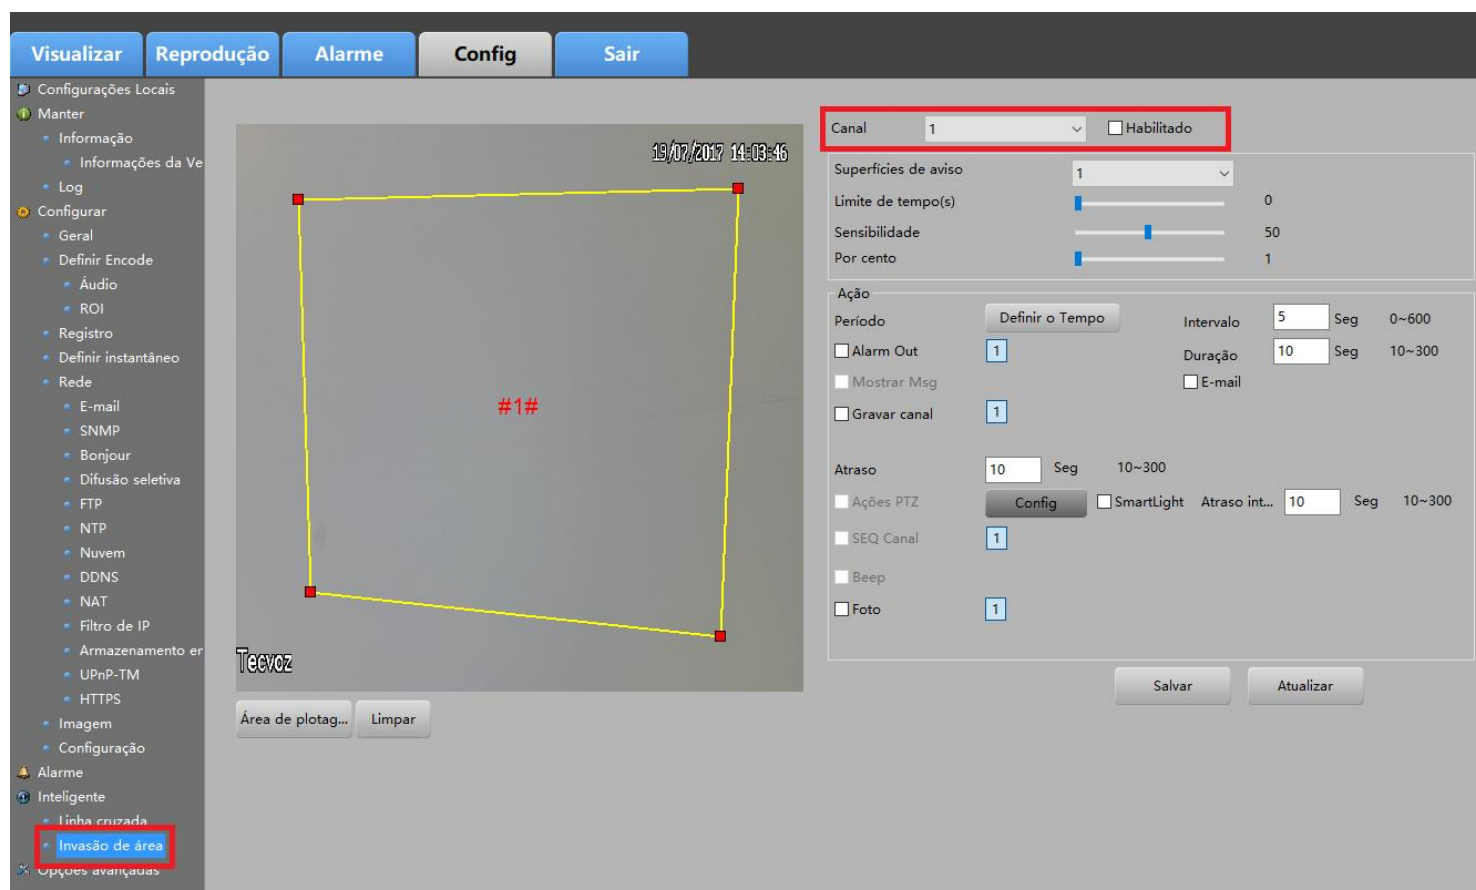 Visualizar
Reprodução
Alarme
Config
Sair
Configurações Locais
Manter
Informação
Informações da Ve
Log
Configurar
Geral
Definir Encode
Áudio
ROI
Registro
Definir instantâneo
Rede
E-mail
SNMP
Bonjour
Difusão seletiva
FTP
NTP
Nuvem
DDNS
NAT
Filtro de IP
Armazenamento er
UPnP-TM
HTTPS
Imagem
Configuração
Alarme
Inteligente
Linha cruzada
Invasão de área
Opções avançadas
19/07/2017 14:03:46
#1#
Tecvoz
Área de plotag...
Limpar
Canal 1 Habilitado
Superfícies de aviso 1
Limite de tempo(s) 0
Sensibilidade 50
Por cento 1
Ação
Período Definir o Tempo Intervalo 5 Seg 0~600
Alarm Out 1 Duração 10 Seg 10~300
Mostrar Msg E-mail
Gravar canal 1
Atraso 10 Seg 10~300
Ações PTZ Config SmartLight Atraso int... 10 Seg 10~300
SEQ Canal 1
Beep
Foto 1
Salvar Atualizar